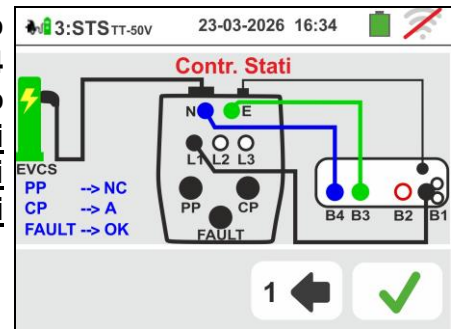 3:STS TT-50V 23-03-2026 16:34
Contr. Stati
N E
L1 L2 L3
EVCS
PP --> NC
CP --> A
FAULT --> OK
PP CP
FAULT
B4 B3 B2 B1
1